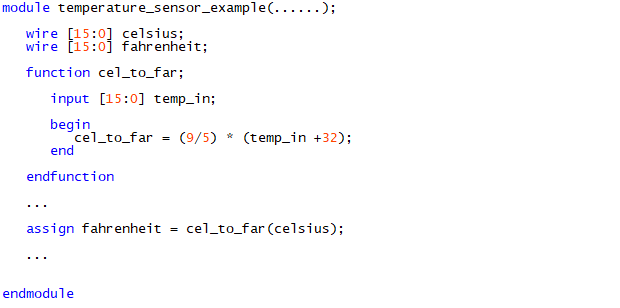 module temperature_sensor_example(......);
wire [15:0] celsius;
wire [15:0] fahrenheit;
function cel_to_far;
input [15:0] temp_in;
begin
cel_to_far = (9/5) * (temp_in +32);
end
endfunction
...
assign fahrenheit = cel_to_far(celsius);
...
endmodule